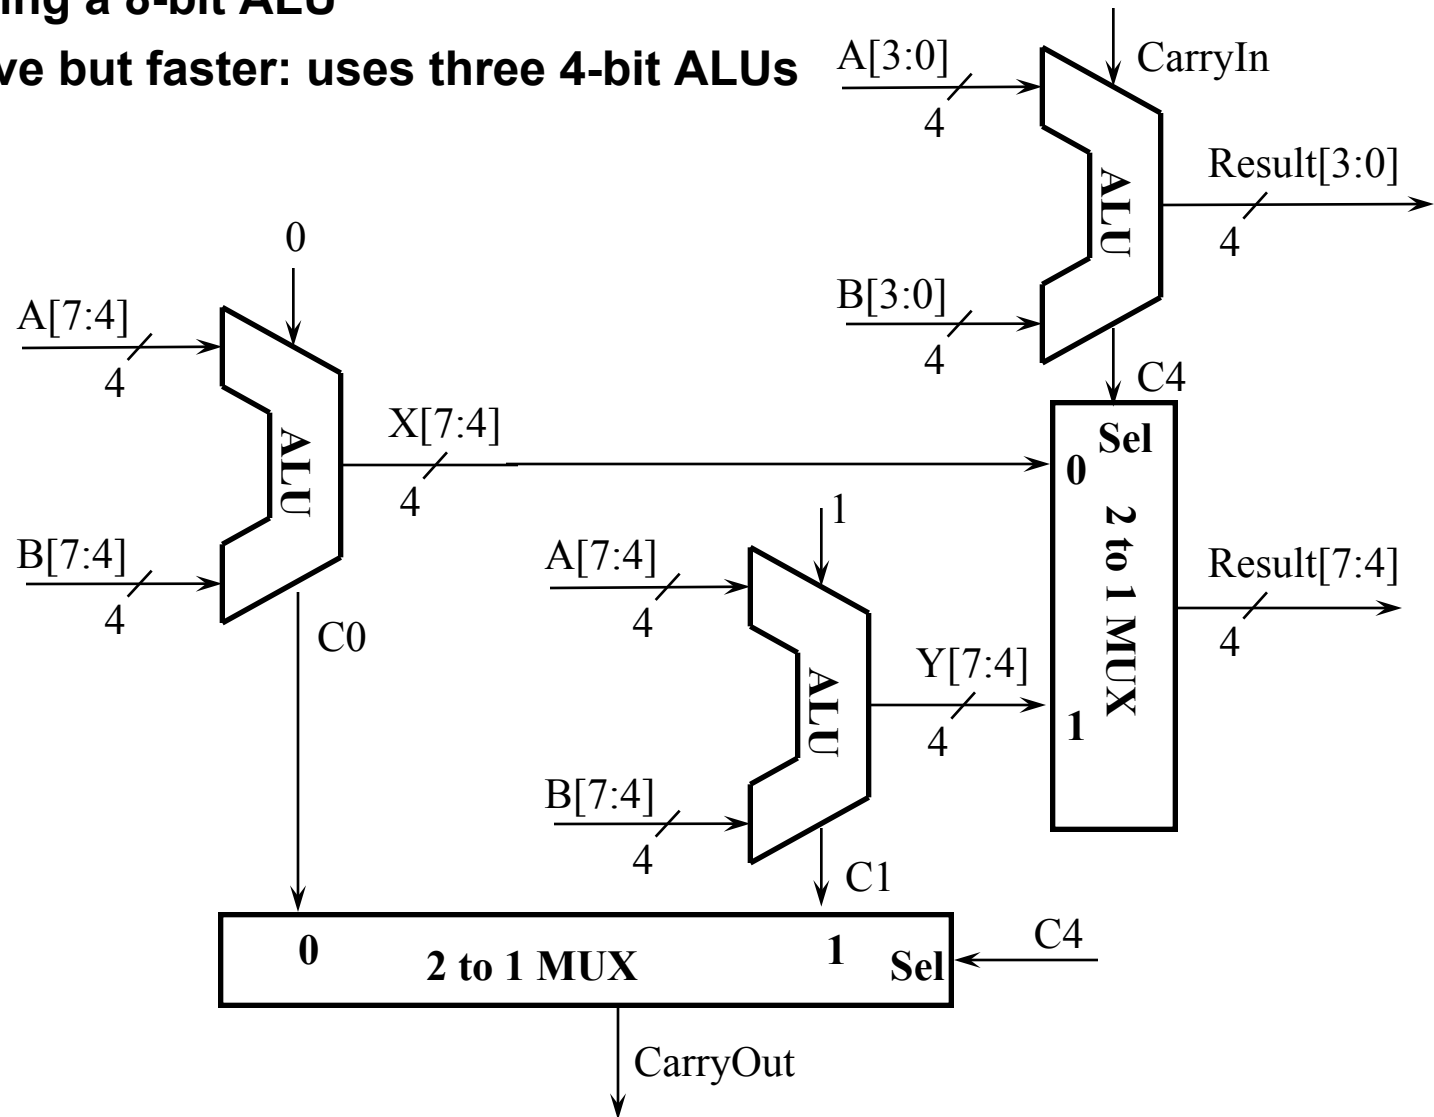 ing a 8-bit ALU
ve but faster: uses three 4-bit ALUs
A[3:0]
4
CarryIn
ALU
Result[3:0]
4
B[3:0]
4
C4
0
A[7:4]
4
ALU
X[7:4]
4
B[7:4]
4
C0
Sel
0
2 to 1 MUX
1
Result[7:4]
4
1
A[7:4]
4
ALU
Y[7:4]
4
B[7:4]
4
C1
0
2 to 1 MUX
1
Sel
C4
CarryOut